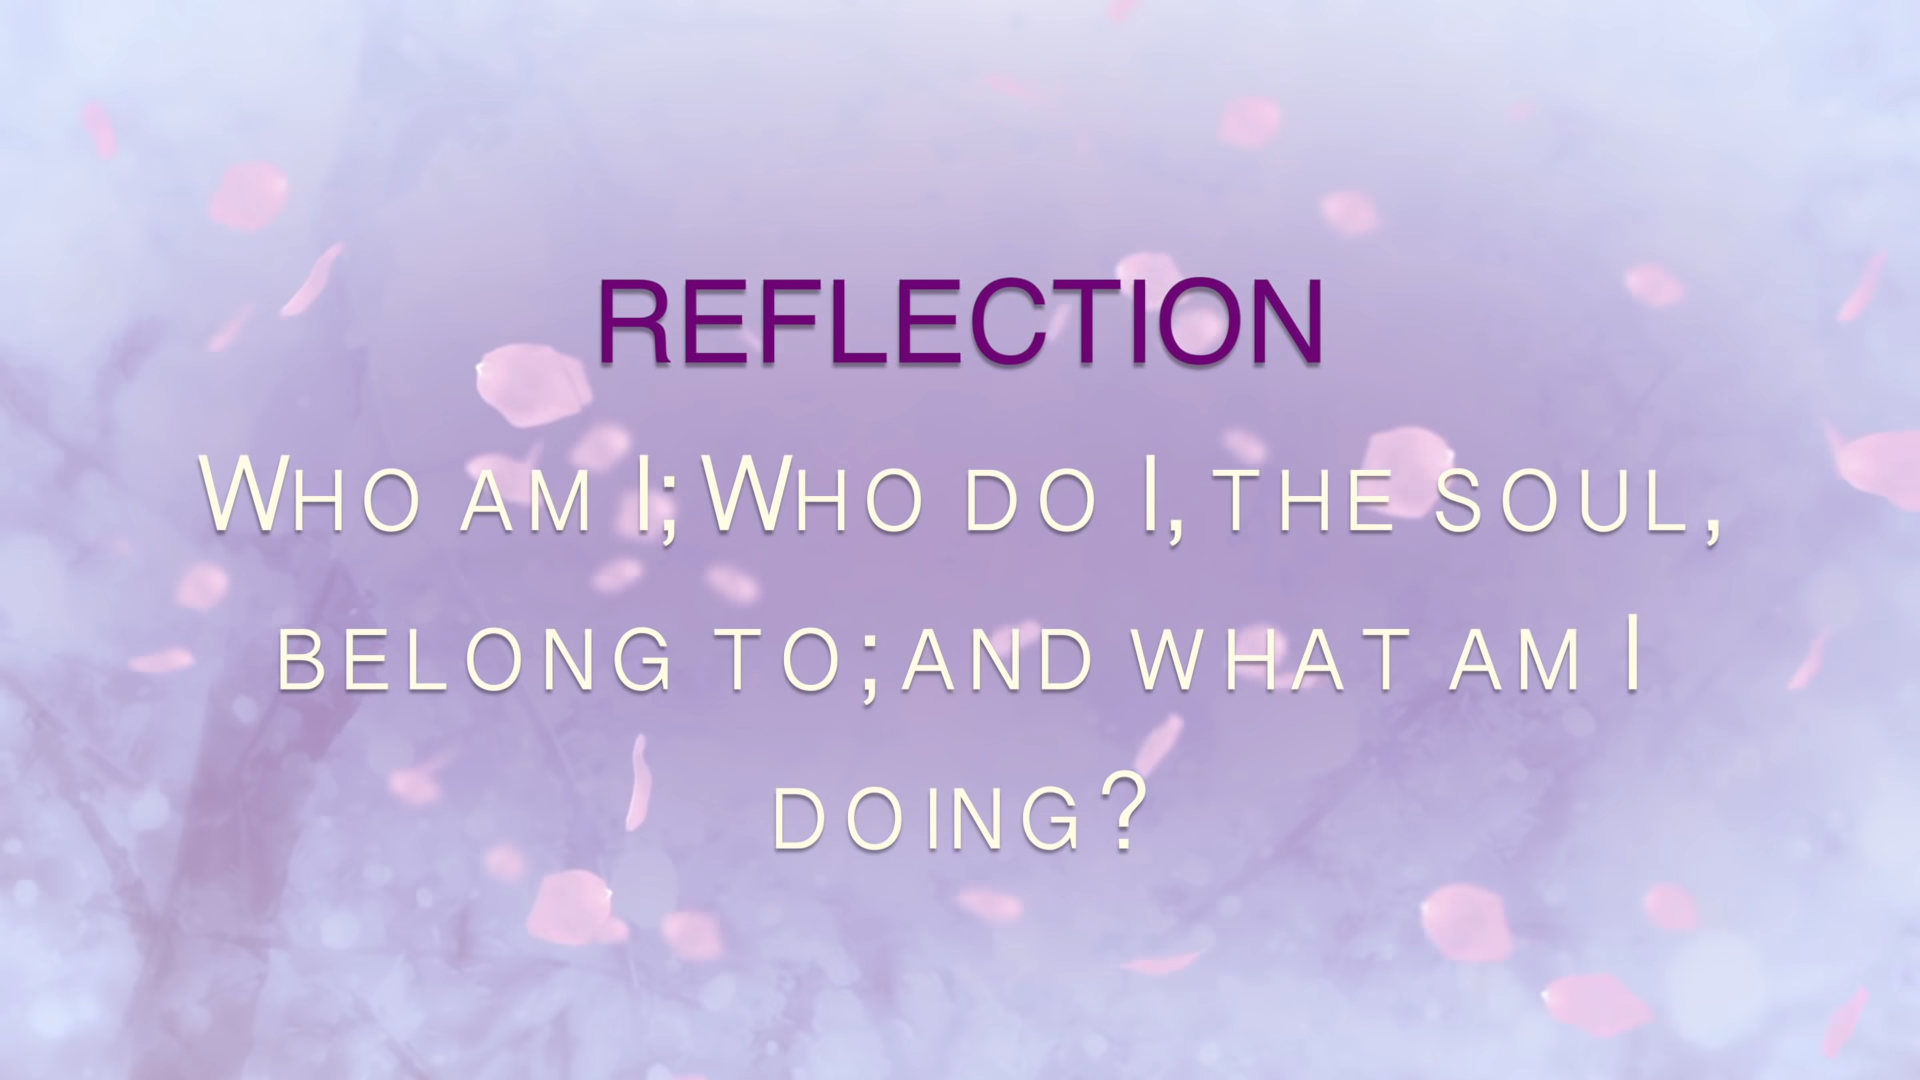 REFLECTION
WHO AM I; WHO DO I, THE SOUL,
BELONG TO; AND WHAT AM I
DOING?